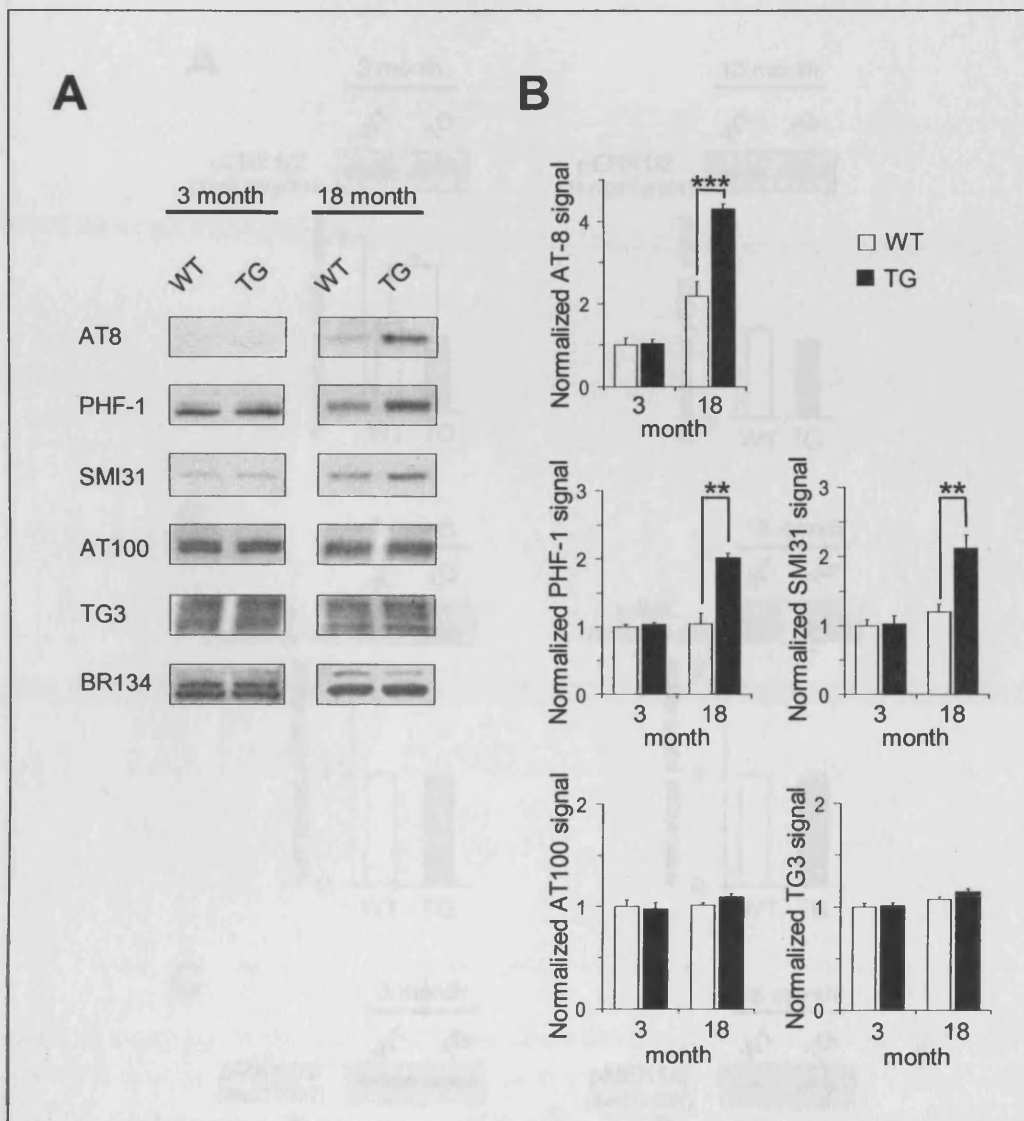 A
3 month 18 month
WT TG WT TG
AT8
PHF-1
SMI31
AT100
TG3
BR134
B
Normalized AT-8 signal
4
2
0
***
3 18
month
WT
TG
Normalized PHF-1 signal
3
2
1
0
**
3 18
month
Normalized SMI31 signal
3
2
1
0
**
3 18
month
Normalized AT100 signal
2
1
0
3 18
month
Normalized TG3 signal
2
1
0
3 18
month